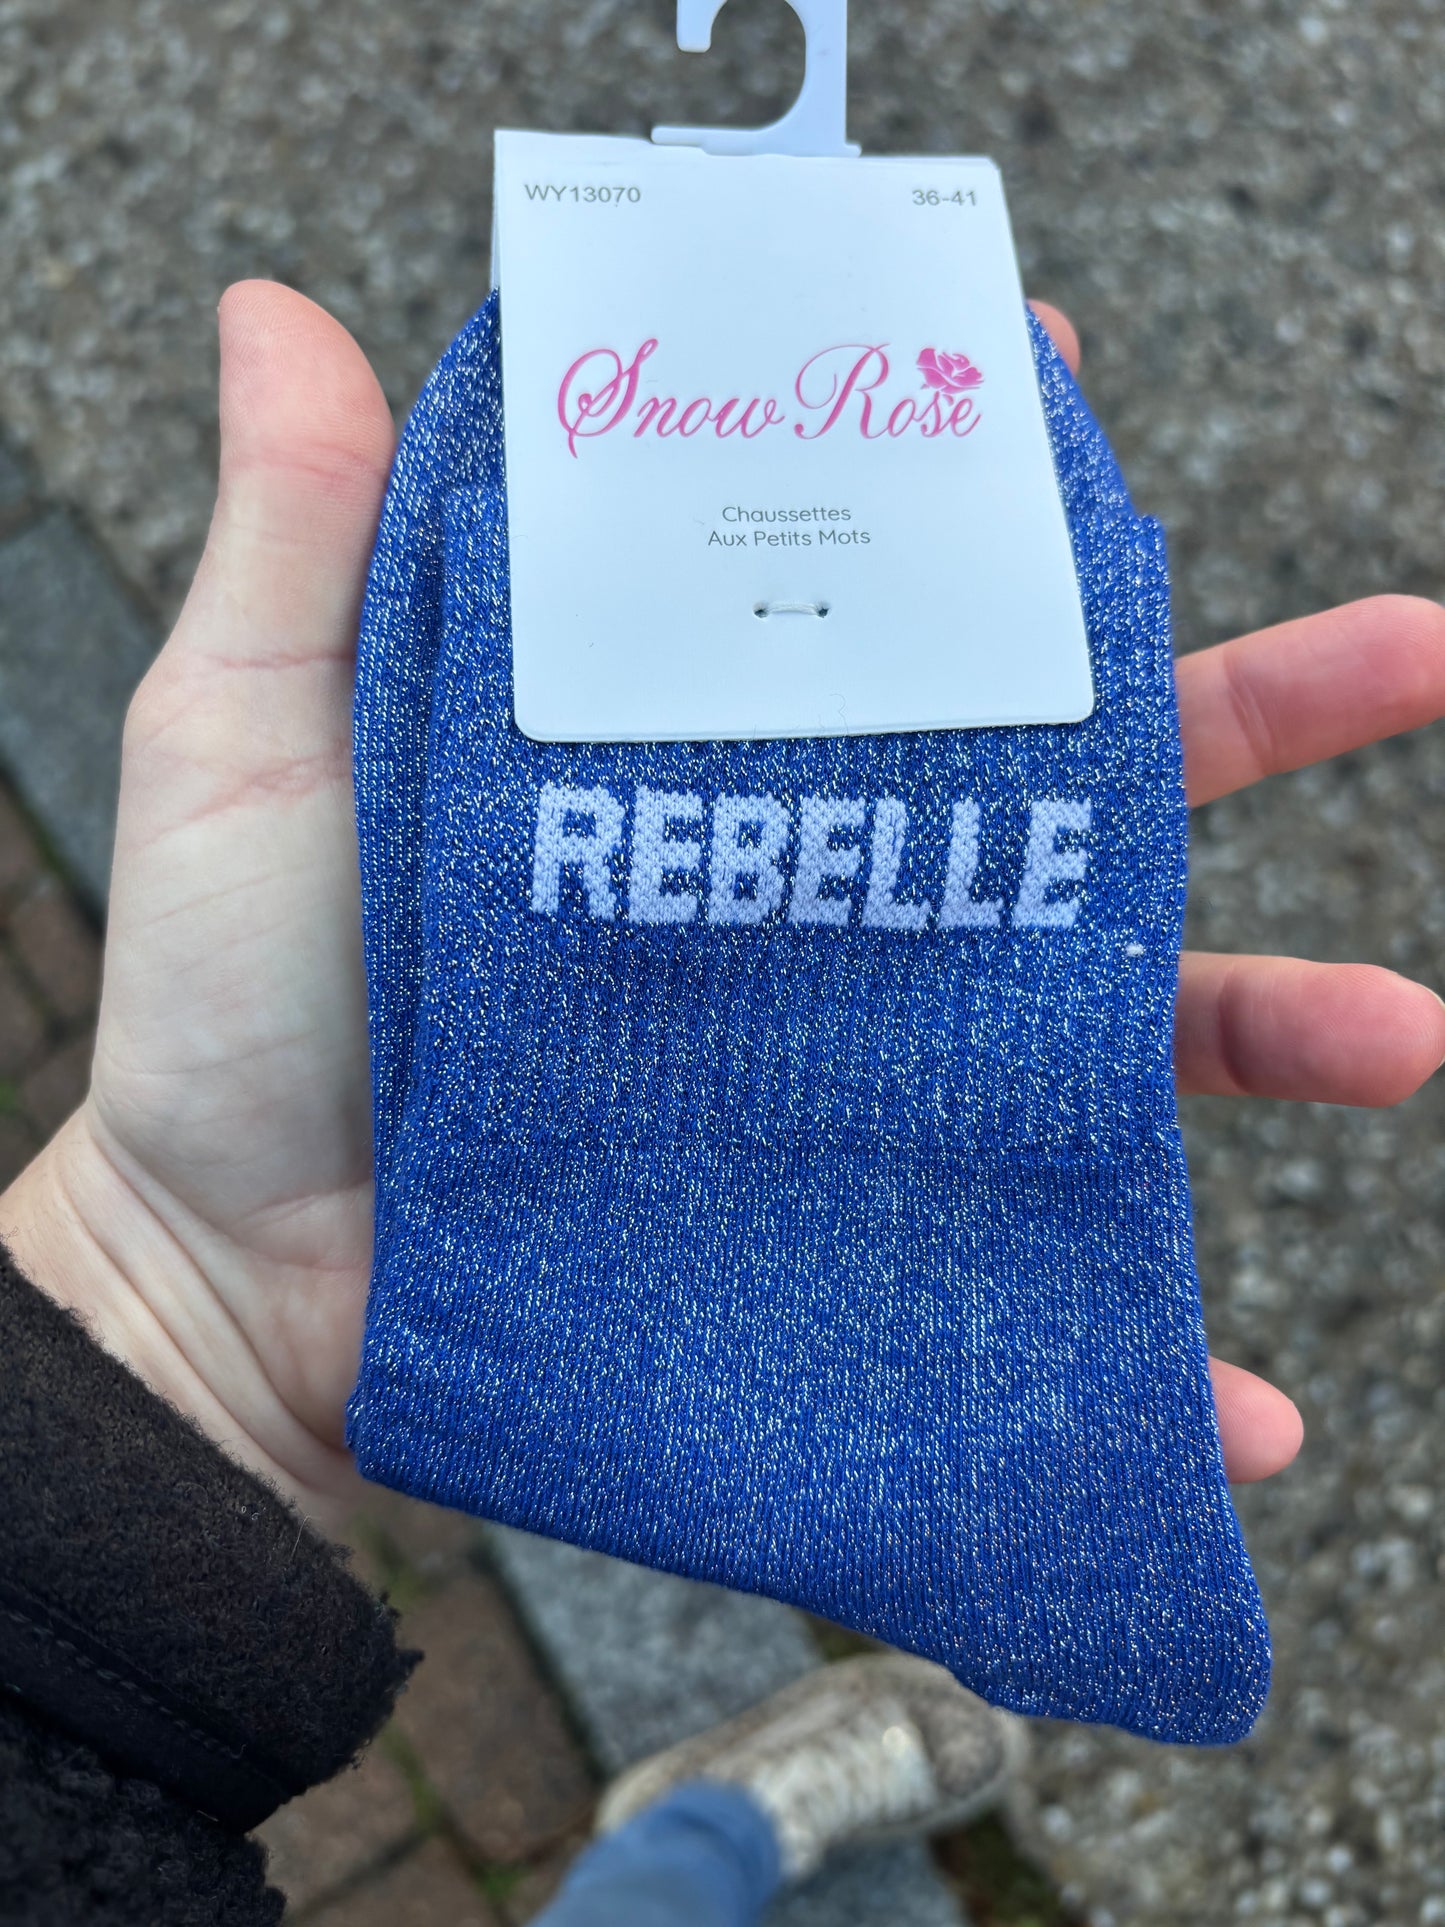 WY13070 36-41
Snow Rose
Chaussettes
Aux Petits Mots
REBELLE